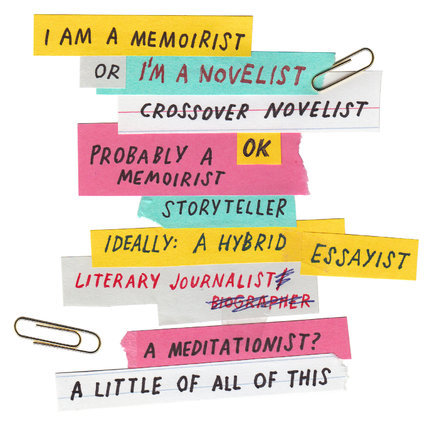 I AM A MEMOIRIST
OR I'M A NOVELIST
CROSSOVER NOVELIST
OK
PROBABLY A
MEMOIRIST
STORYTELLER
IDEALLY: A HYBRID
ESSAYIST
LITERARY JOURNALIST
BIOGRAPHER
A MEDITATIONIST?
A LITTLE OF ALL OF THIS